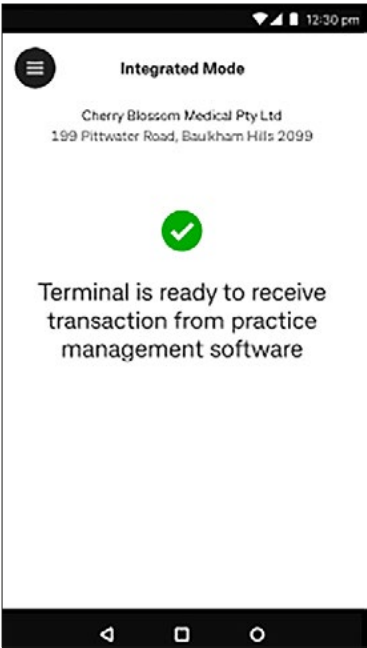 12:30 pm
Integrated Mode
Cherry Blossom Medical Pty Ltd
199 Pittwater Road, Baulkham Hills 2099
Terminal is ready to receive
transaction from practice
management software